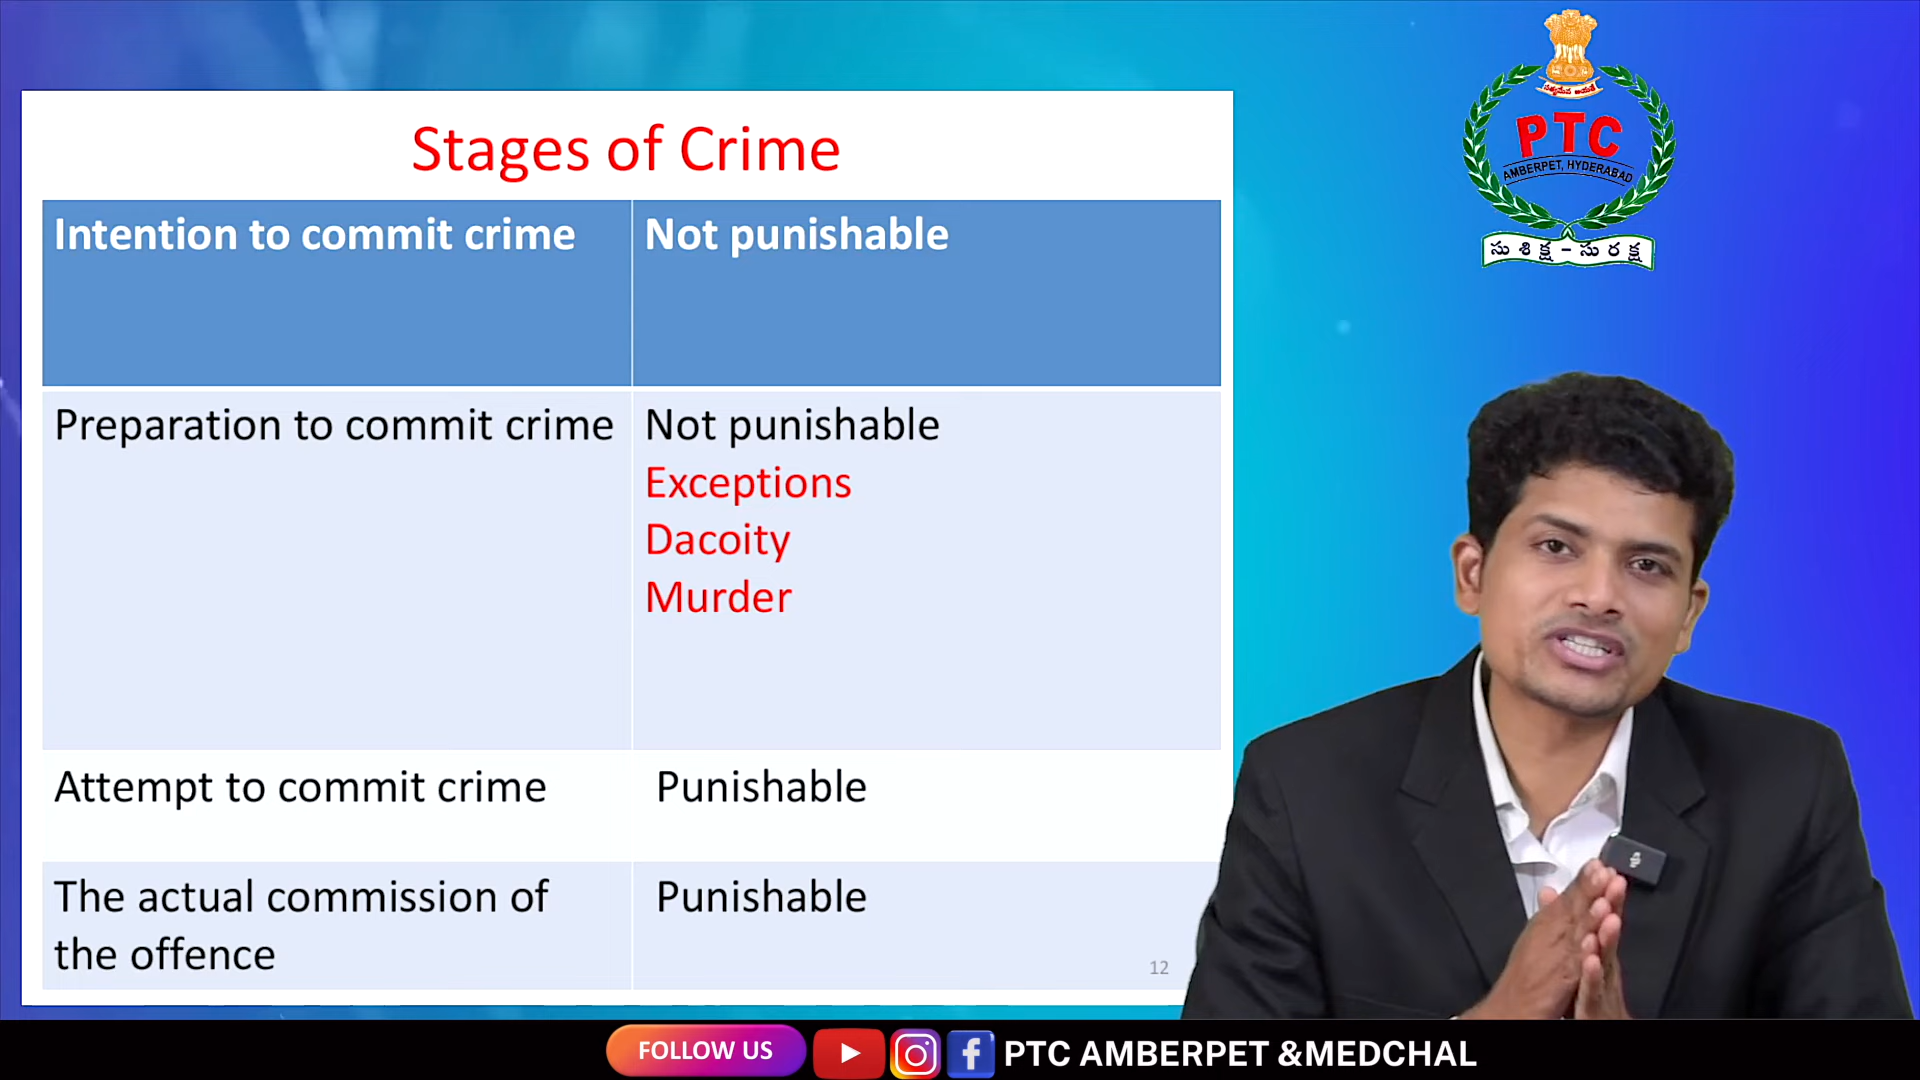 Stages of Crime
Intention to commit crime
Not punishable
Preparation to commit crime
Not punishable
Exceptions
Dacoity
Murder
Attempt to commit crime
Punishable
The actual commission of
the offence
Punishable
12
PTC
AMBERPET, HYDERABAD
సు శి క్ష - సు ర క్ష
FOLLOW US
PTC AMBERPET &MEDCHAL